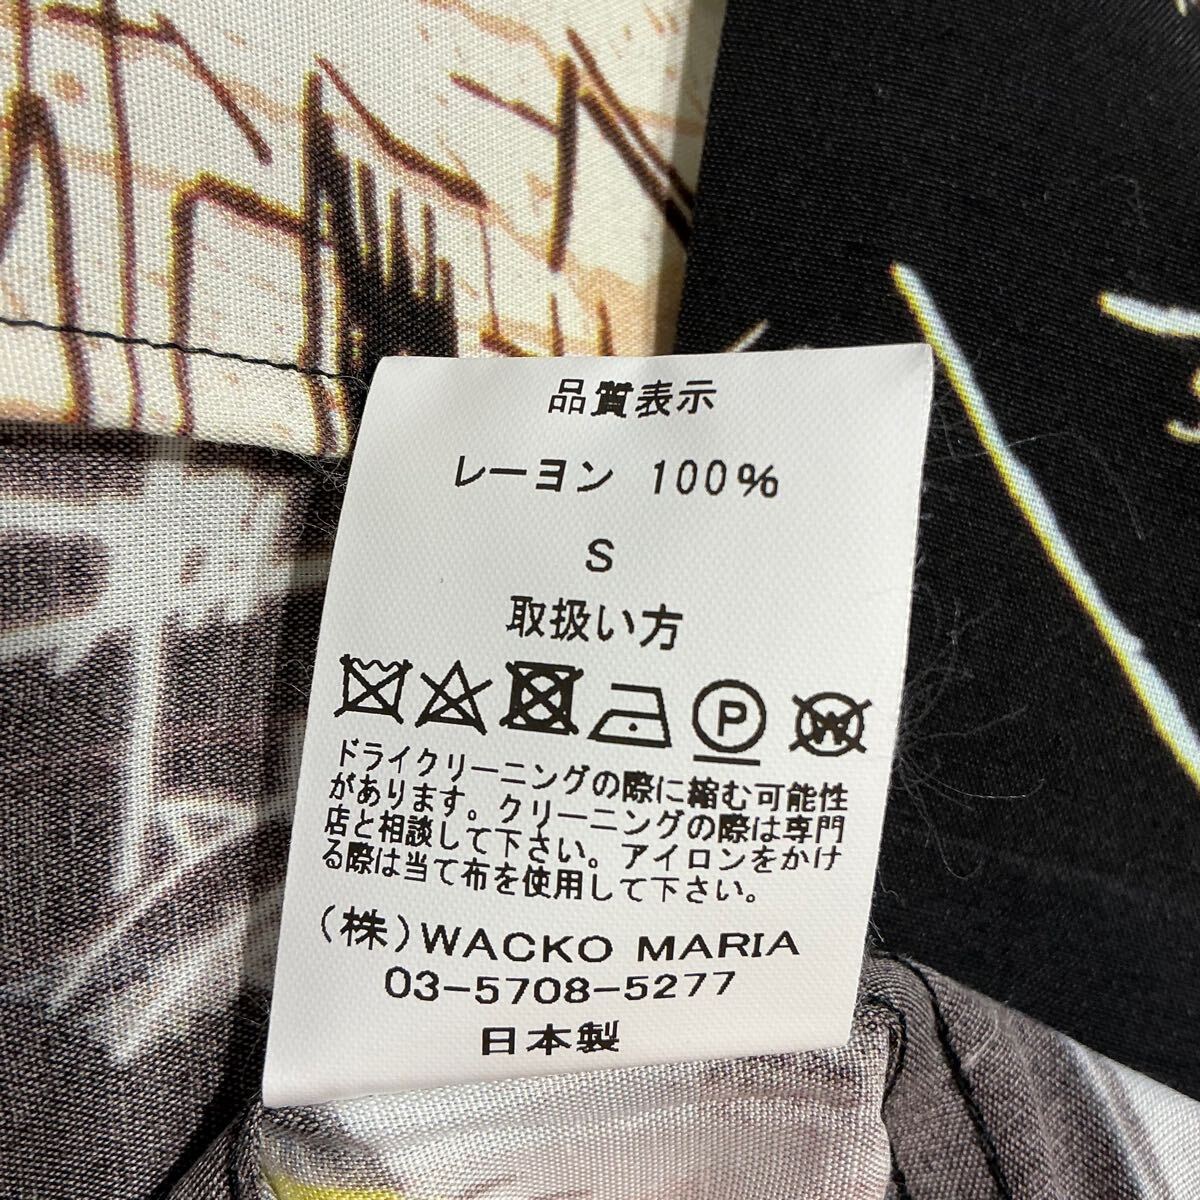 品質表示
レーヨン 100%
S
取扱い方
P W
ドライクリーニングの際に縮む可能性
があります。クリーニングの際は専門
店と相談して下さい。アイロンをかけ
る際は当て布を使用して下さい。
(株)WACKO MARIA
03-5708-5277
日本製